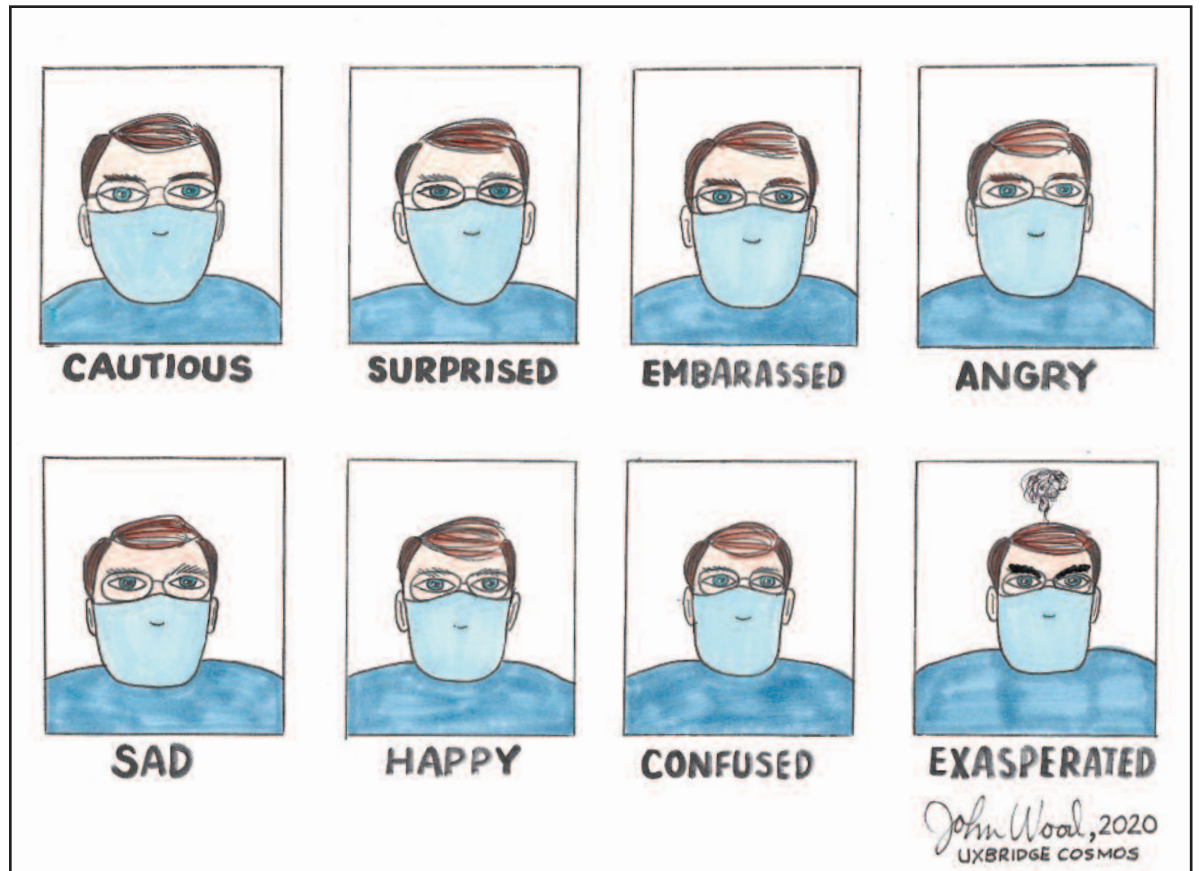 CAUTIOUS SURPRISED EMBARASSED ANGRY
SAD HAPPY CONFUSED EXASPERATED
John Wood, 2020
UXBRIDGE COSMOS